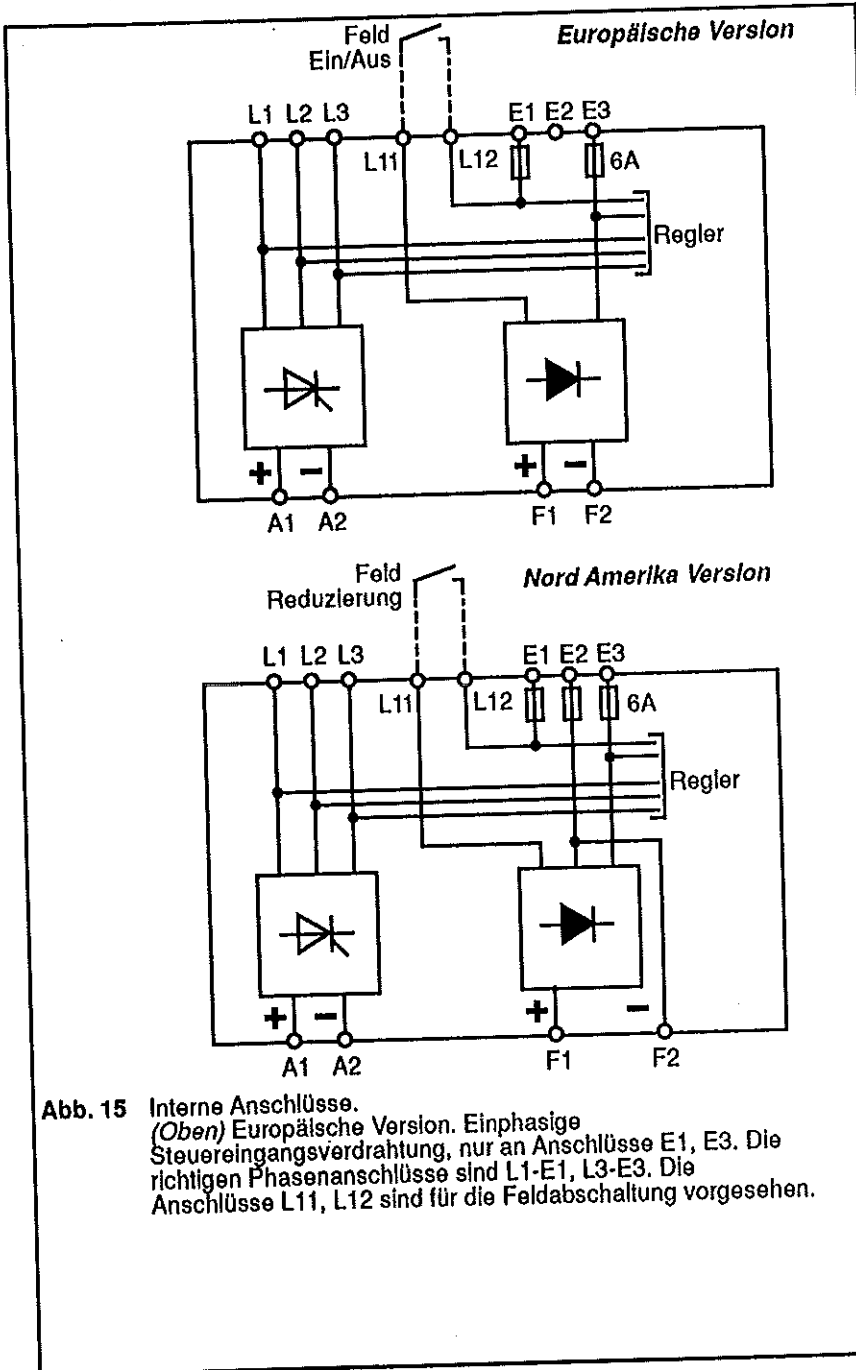 Feld
Ein/Aus
Europäische Version
L1 L2 L3
E1 E2 E3
L11
L12
6A
Regler
+ −
+ −
A1 A2
F1 F2
Feld
Reduzierung
Nord Amerika Version
L1 L2 L3
E1 E2 E3
L11
L12
6A
Regler
+ −
+ −
A1 A2
F1 F2
Abb. 15 Interne Anschlüsse.
(Oben) Europäische Version. Einphasige
Steuereingangsverdrahtung, nur an Anschlüsse E1, E3. Die
richtigen Phasenanschlüsse sind L1-E1, L3-E3. Die
Anschlüsse L11, L12 sind für die Feldabschaltung vorgesehen.